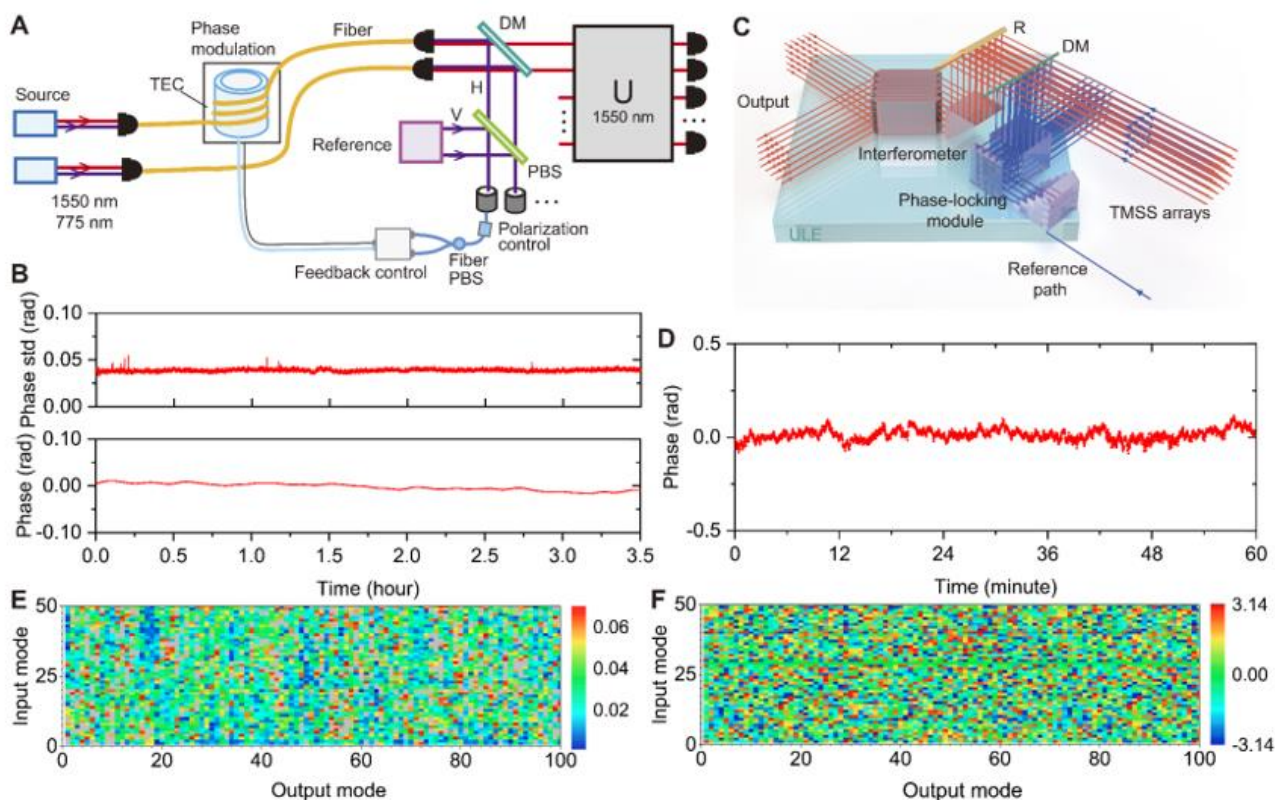 A
Phase
modulation
TEC
Fiber
DM
Source
H
V
U
1550 nm
Reference
PBS
1550 nm
775 nm
Polarization
control
Feedback control
Fiber
PBS
C
R
DM
Output
Interferometer
Phase-locking
module
TMSS arrays
ULE
Reference
path
B
Phase std (rad)
0.10
0.05
0.00
Phase (rad)
0.10
0.00
-0.10
0.0 0.5 1.0 1.5 2.0 2.5 3.0 3.5
Time (hour)
D
Phase (rad)
0.5
0.0
-0.5
0 12 24 36 48 60
Time (minute)
E
Input mode
50
25
0
0 20 40 60 80 100
Output mode
0.06
0.04
0.02
F
Input mode
50
25
0
0 20 40 60 80 100
Output mode
3.14
0.00
-3.14